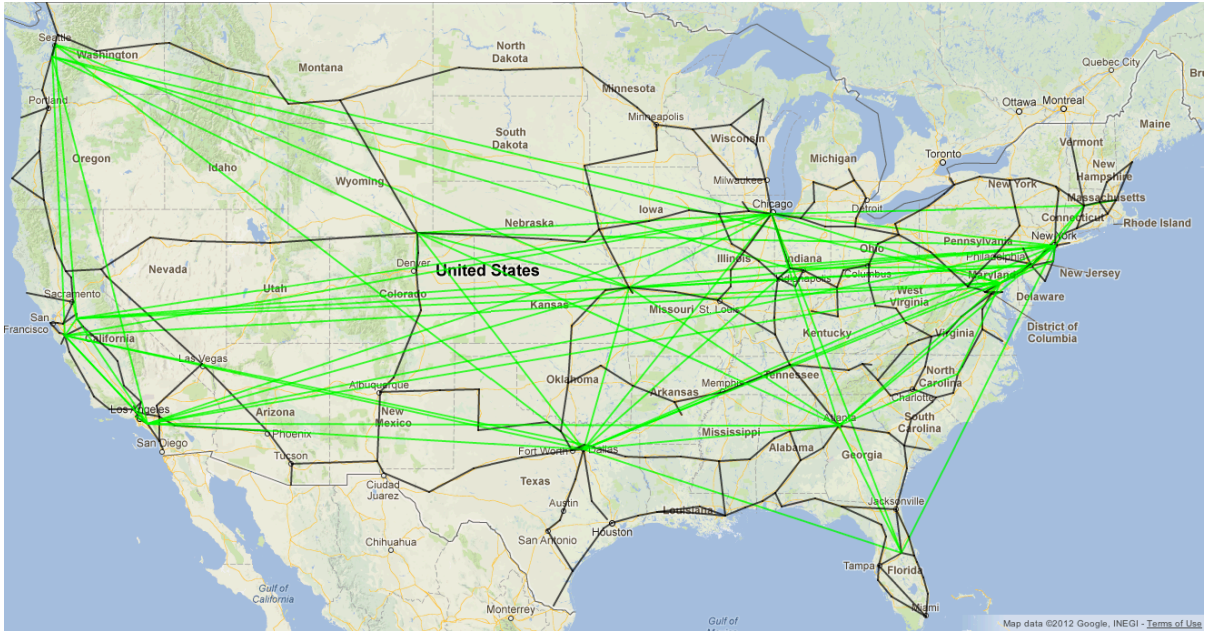 Seattle
Washington
Montana
North
Dakota
Minnesota
Quebec City
Bru
Ottawa
Montreal
Maine
Portland
Oregon
Idaho
South
Dakota
Minneapolis
Wisconsin
Michigan
Toronto
Vermont
New
Hampshire
Wyoming
Milwaukee
Chicago
Detroit
New York
Massachusetts
Connecticut
Rhode Island
Iowa
Nebraska
Nevada
Utah
Denver
Colorado
United States
Illinois
Indiana
Indianapolis
Ohio
Columbus
Pennsylvania
New York
Philadelphia
Maryland
New Jersey
Delaware
Sacramento
San
Francisco
California
Kansas
Missouri
St. Louis
West
Virginia
Kentucky
Virginia
District of
Columbia
Las Vegas
Albuquerque
Oklahoma
Arkansas
Memphis
Tennessee
North
Carolina
Charlotte
Los Angeles
Arizona
New
Mexico
Phoenix
San Diego
Tucson
Fort Worth
Dallas
Mississippi
Alabama
Atlanta
Georgia
South
Carolina
Ciudad
Juarez
Texas
Austin
Houston
San Antonio
Louisiana
Jacksonville
Chihuahua
Tampa
Florida
Miami
Gulf of
California
Monterrey
Gulf of
Map data ©2012 Google, INEGI - Terms of Use